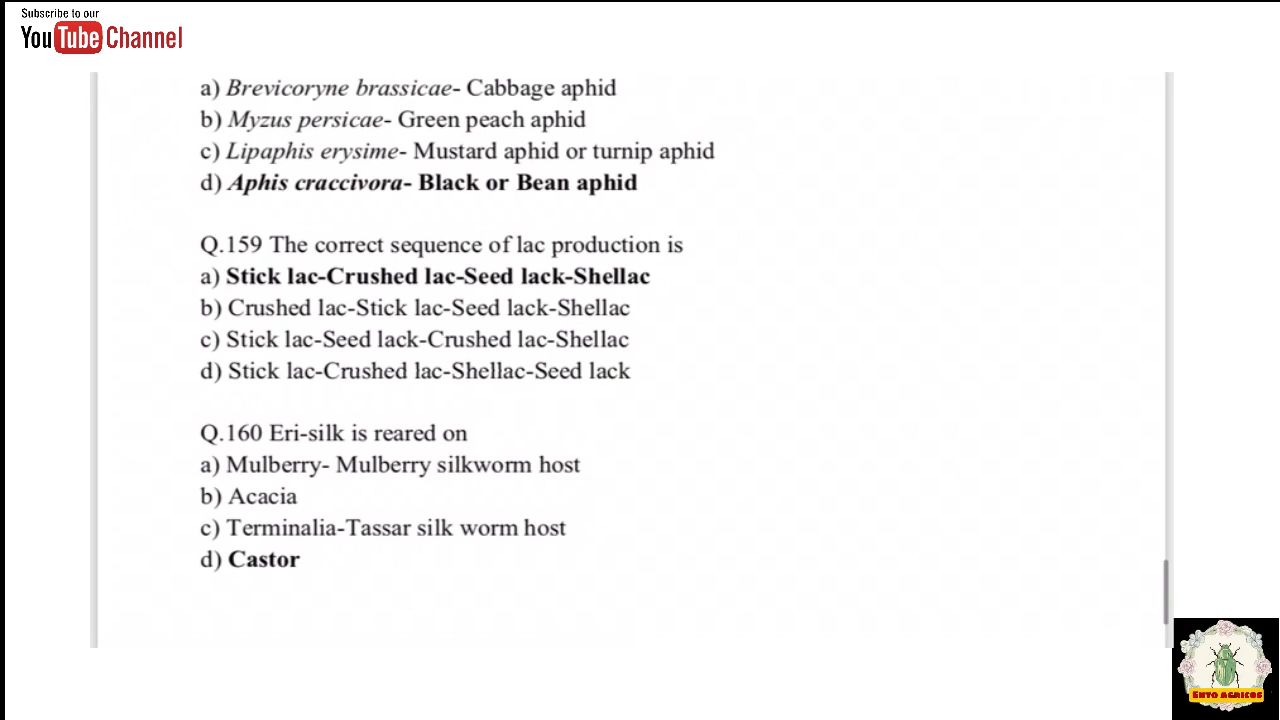 Subscribe to our
YouTube Channel
a) Brevicoryne brassicae- Cabbage aphid
b) Myzus persicae- Green peach aphid
c) Lipaphis erysime- Mustard aphid or turnip aphid
d) Aphis craccivora- Black or Bean aphid
Q.159 The correct sequence of lac production is
a) Stick lac-Crushed lac-Seed lack-Shellac
b) Crushed lac-Stick lac-Seed lack-Shellac
c) Stick lac-Seed lack-Crushed lac-Shellac
d) Stick lac-Crushed lac-Shellac-Seed lack
Q.160 Eri-silk is reared on
a) Mulberry- Mulberry silkworm host
b) Acacia
c) Terminalia-Tassar silk worm host
d) Castor
ENTO AGRICOS